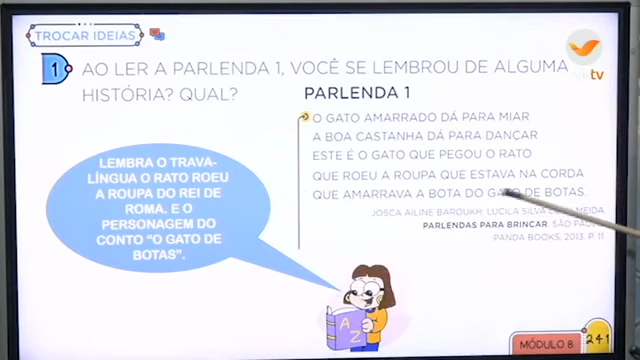 TROCAR IDEIAS
1 AO LER A PARLENDA 1, VOCÊ SE LEMBROU DE ALGUMA
HISTÓRIA? QUAL?
PARLENDA 1
O GATO AMARRADO DÁ PARA MIAR
A BOA CASTANHA DÁ PARA DANÇAR
ESTE É O GATO QUE PEGOU O RATO
QUE ROEU A ROUPA QUE ESTAVA NA CORDA
QUE AMARRAVA A BOTA DO GATO DE BOTAS.
JOSCA AILINE BAROUKH; LUCILA SILVA DE ALMEIDA
PARLENDAS PARA BRINCAR. SÃO PAULO
PANDA BOOKS, 2013. P. 11.
LEMBRA O TRAVA-
LÍNGUA O RATO ROEU
A ROUPA DO REI DE
ROMA. E O
PERSONAGEM DO
CONTO "O GATO DE
BOTAS".
A Z
MÓDULO 8
241
tv